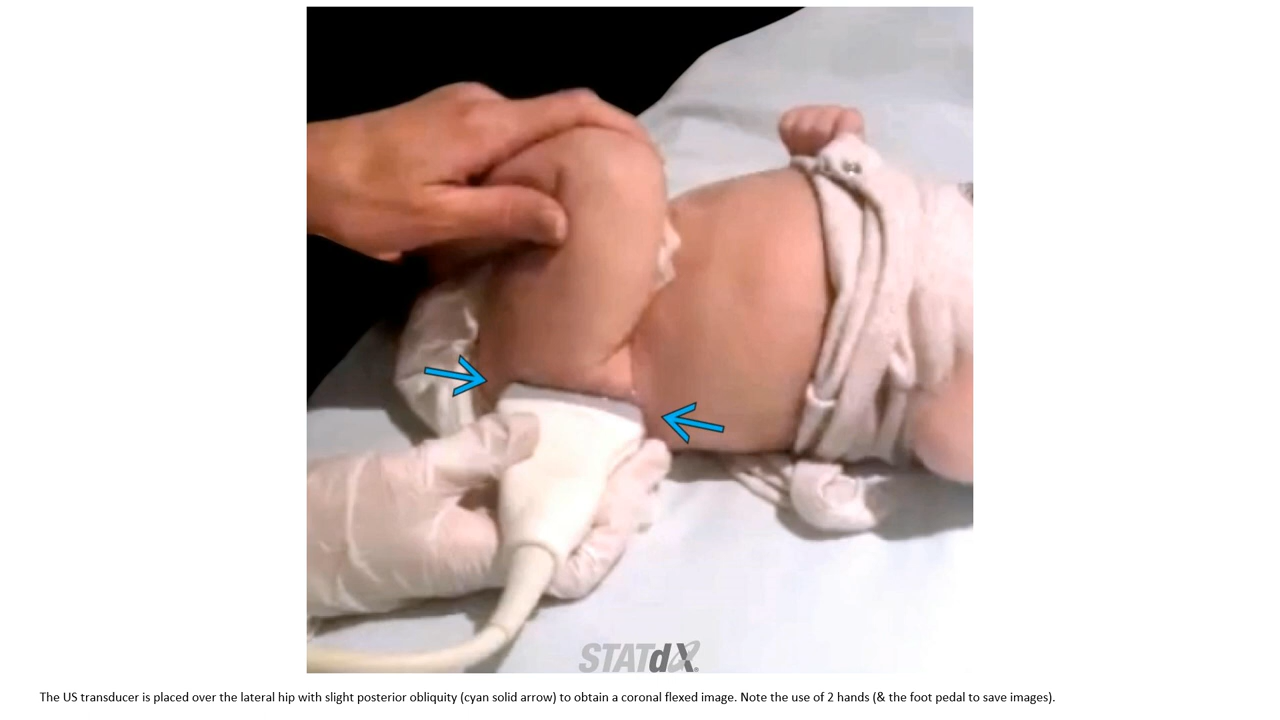 STATdX
The US transducer is placed over the lateral hip with slight posterior obliquity (cyan solid arrow) to obtain a coronal flexed image. Note the use of 2 hands (& the foot pedal to save images).